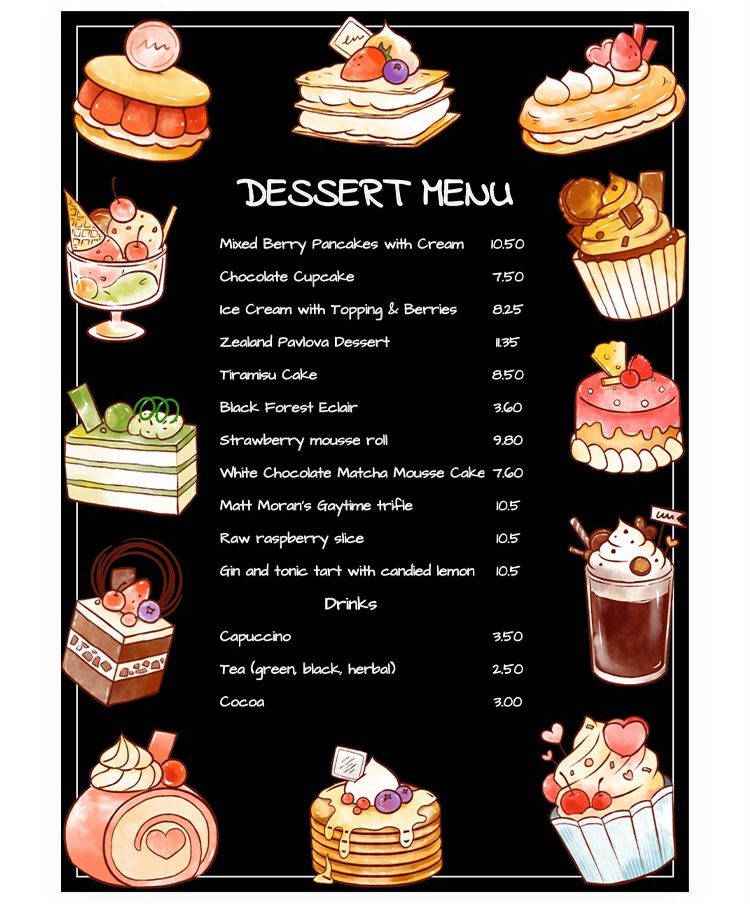 DESSERT MENU
Mixed Berry Pancakes with Cream 10.50
Chocolate Cupcake 7.50
Ice Cream with Topping & Berries 8.25
Zealand Pavlova Dessert 11.35
Tiramisu Cake 8.50
Black Forest Eclair 3.60
Strawberry mousse roll 9.80
White Chocolate Matcha Mousse Cake 7.60
Matt Moran's Gaytime trifle 10.5
Raw raspberry slice 10.5
Gin and tonic tart with candied lemon 10.5
Drinks
Capuccino 3.50
Tea (green, black, herbal) 2.50
Cocoa 3.00